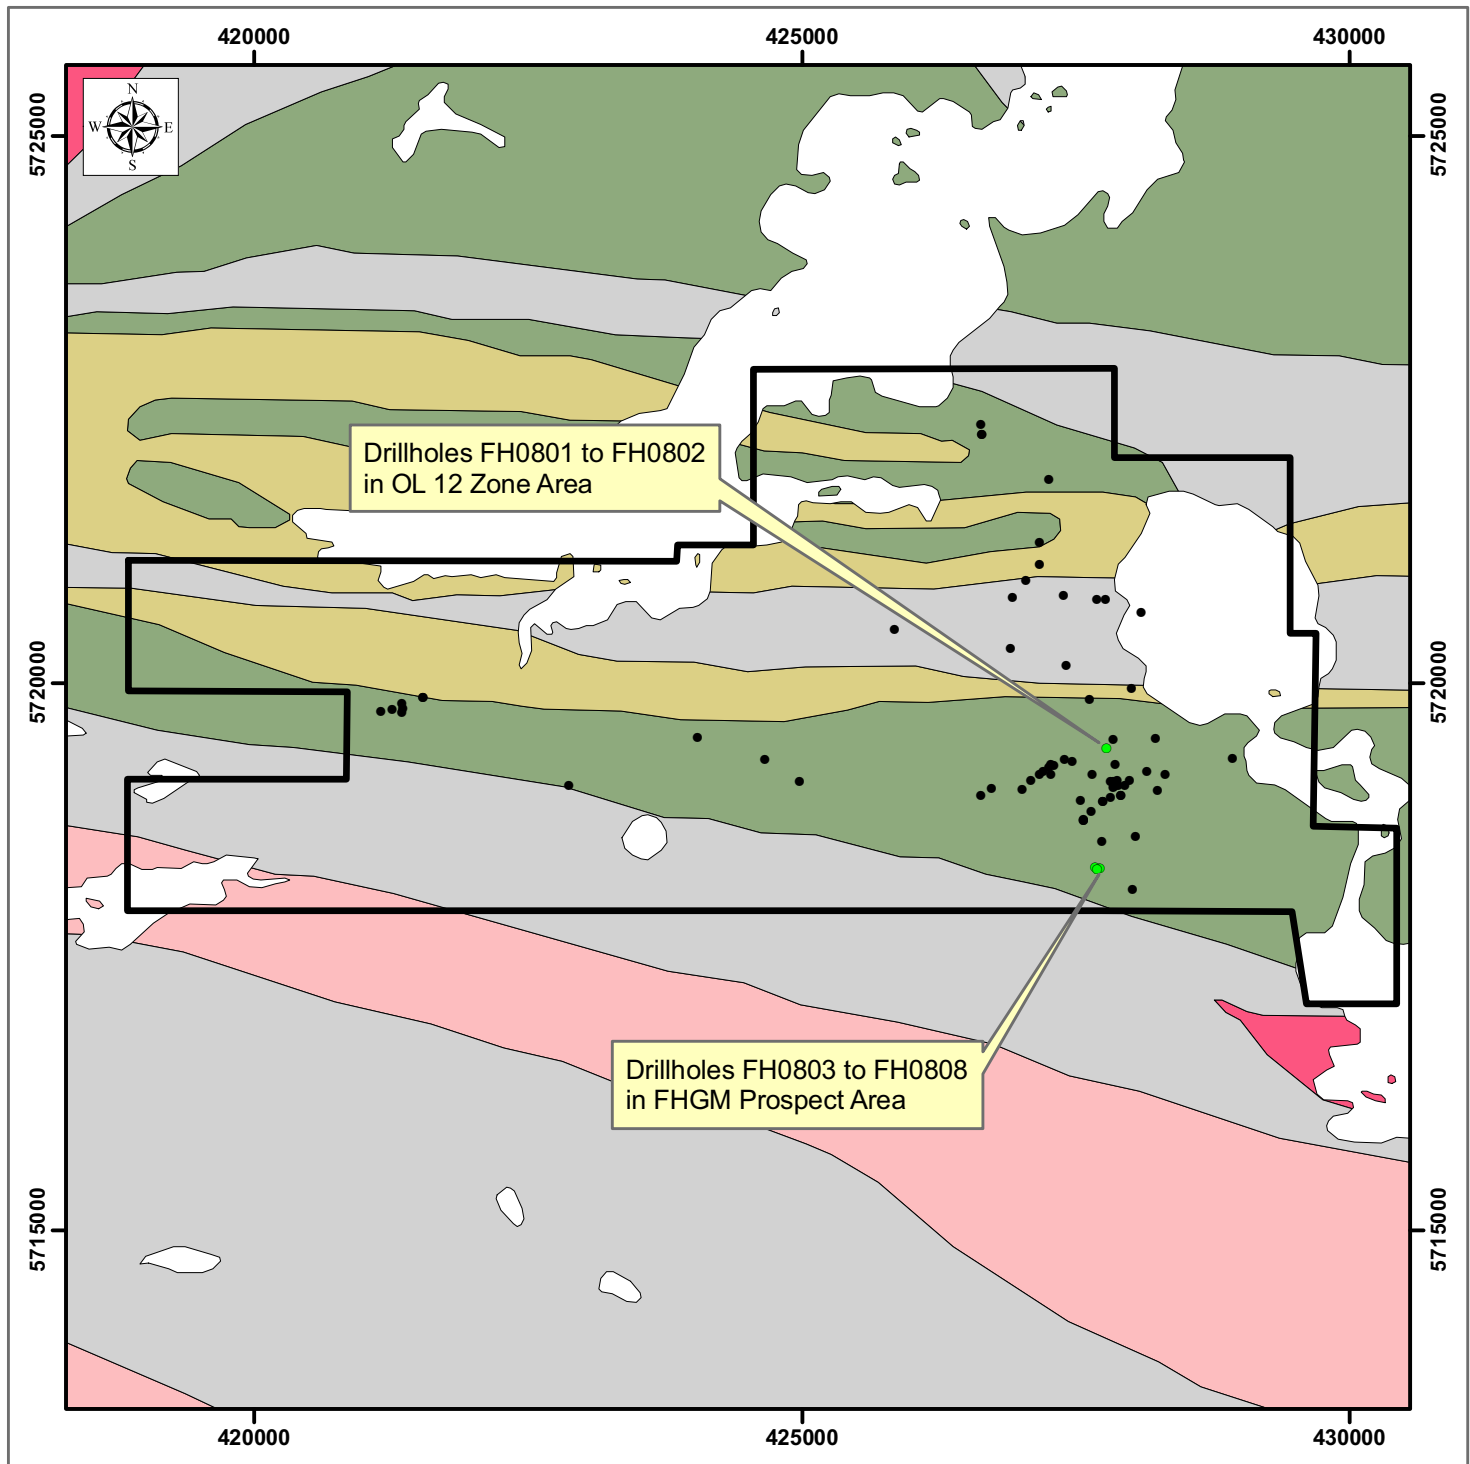 420000 425000 430000
N
W E
S
5725000 5725000
Drillholes FH0801 to FH0802
in OL 12 Zone Area
5720000 5720000
Drillholes FH0803 to FH0808
in FHGM Prospect Area
5715000 5715000
420000 425000 430000